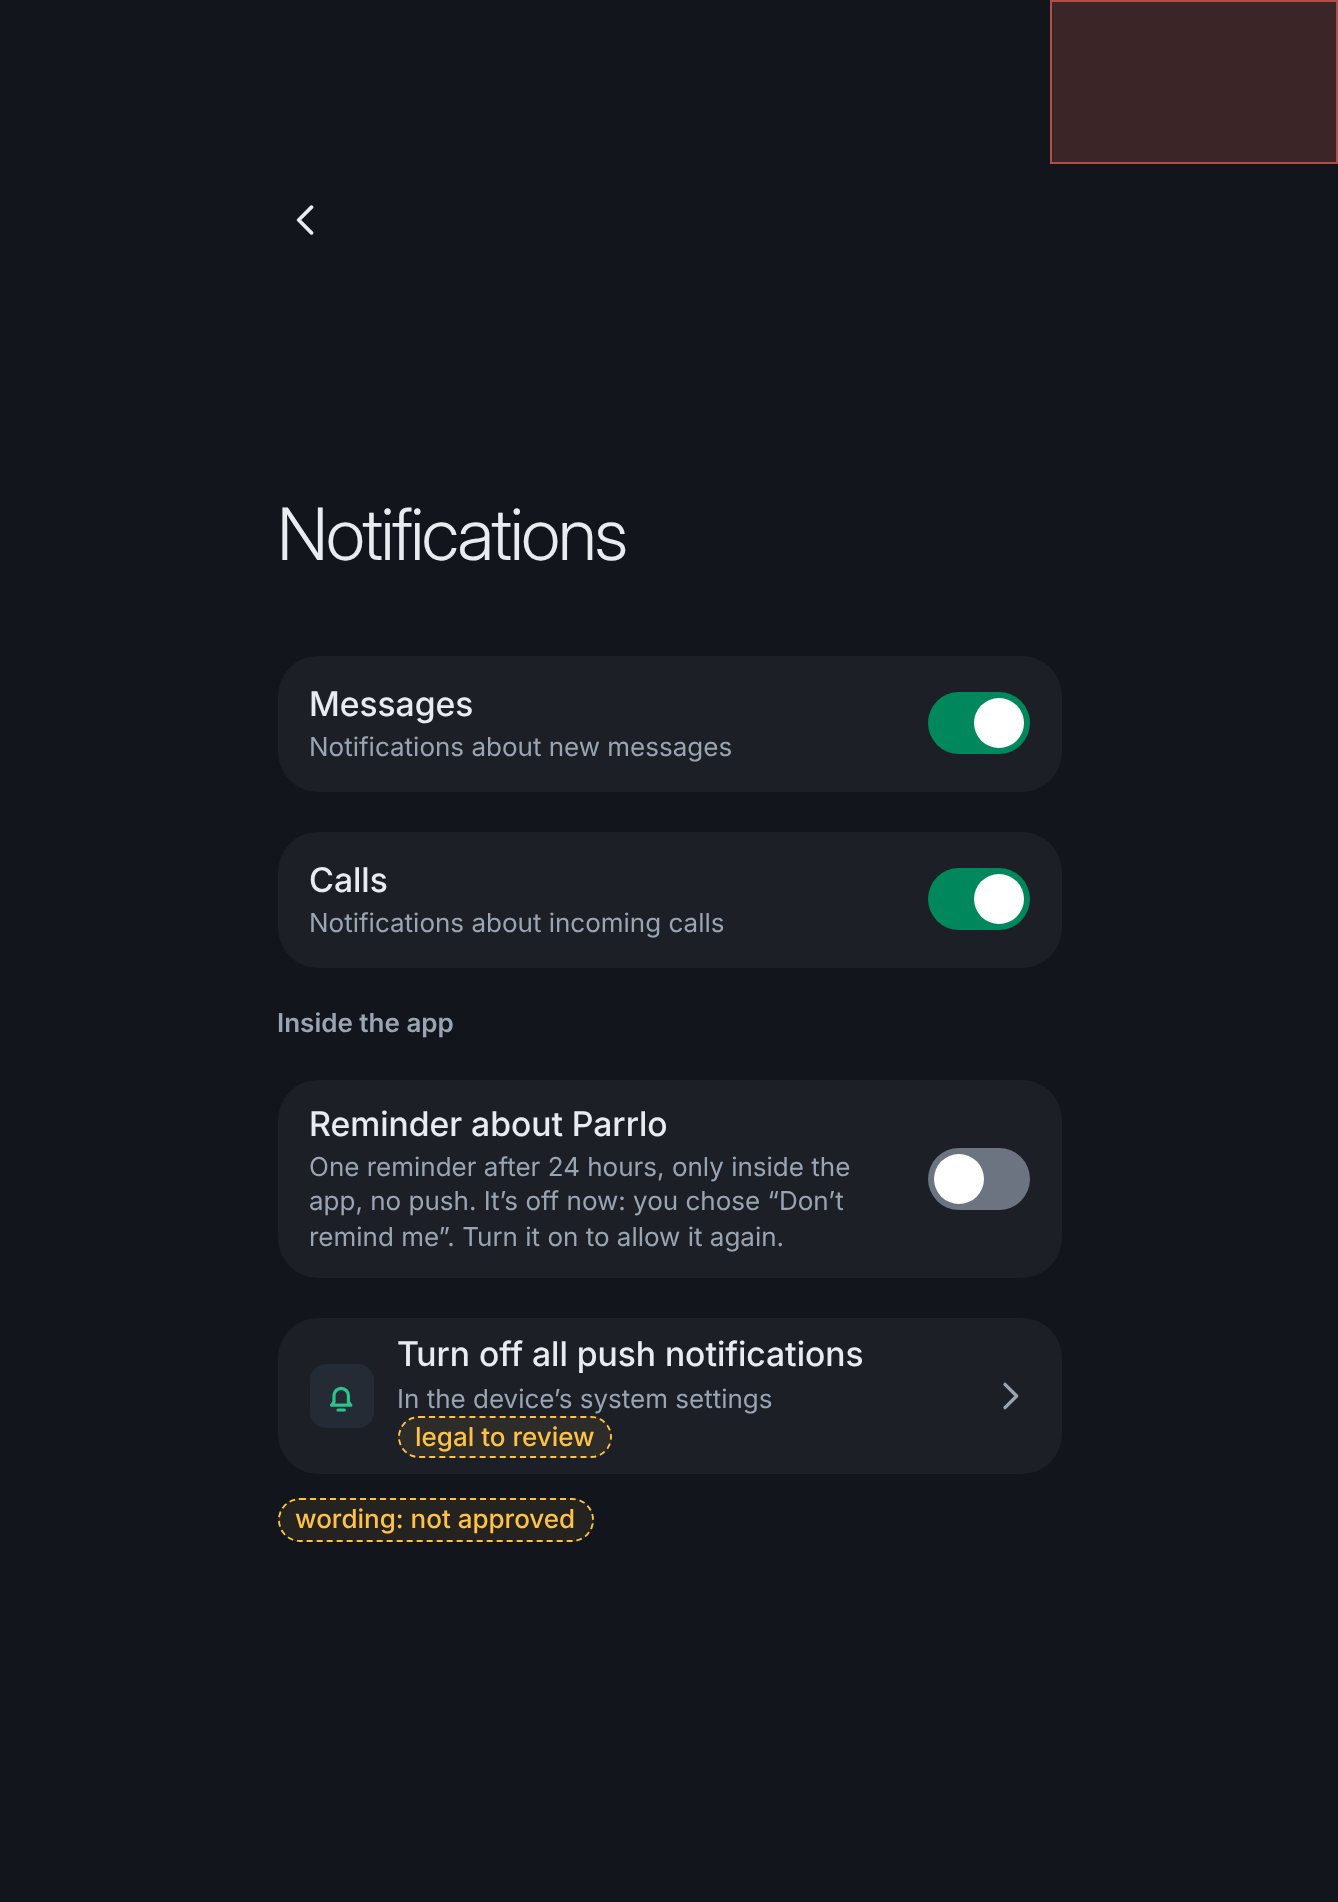 Notifications
Messages
Notifications about new messages
Calls
Notifications about incoming calls
Inside the app
Reminder about Parrlo
One reminder after 24 hours, only inside the
app, no push. It’s off now: you chose “Don’t
remind me”. Turn it on to allow it again.
Turn off all push notifications
In the device’s system settings
legal to review
wording: not approved